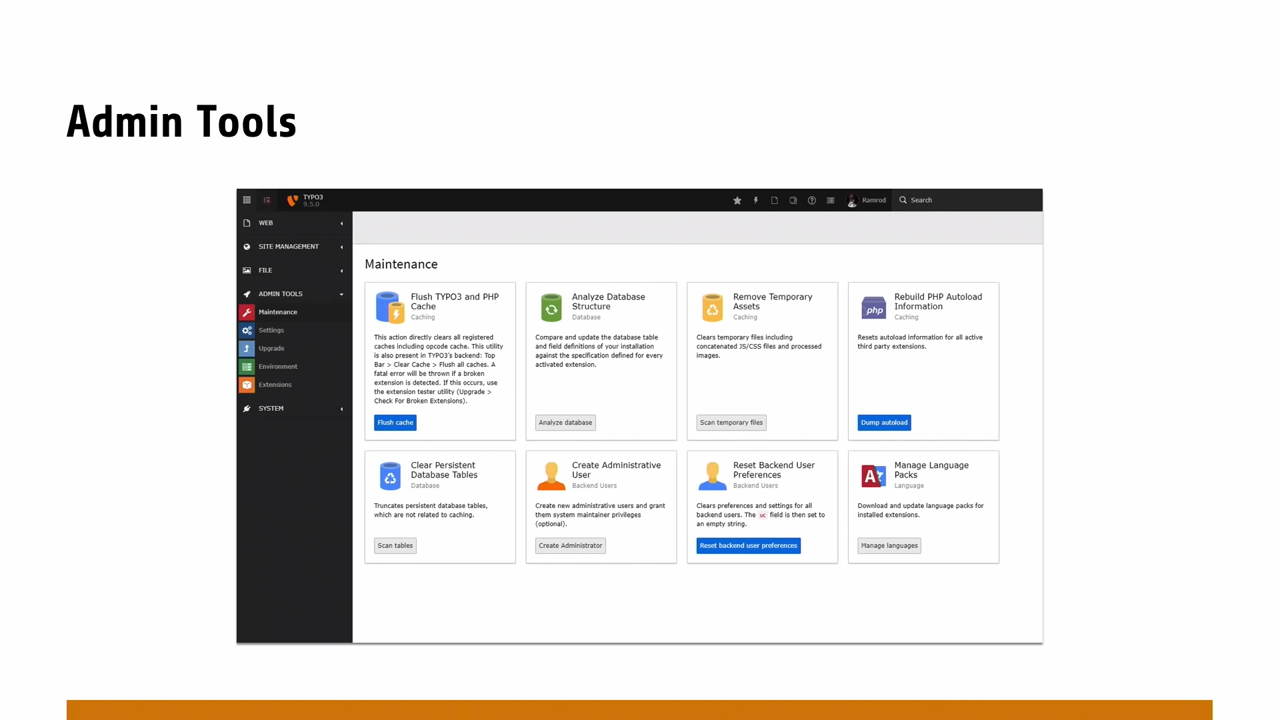 Admin Tools
TYPO3
9.5.0
Ramrod
Search
WEB
SITE MANAGEMENT
FILE
ADMIN TOOLS
Maintenance
Settings
Upgrade
Environment
Extensions
SYSTEM
Maintenance
Flush TYPO3 and PHP
Cache
Caching
This action directly clears all registered
caches including opcode cache. This utility
is also present in TYPO3's backend: Top
Bar > Clear Cache > Flush all caches. A
fatal error will be thrown if a broken
extension is detected. If this occurs, use
the extension tester utility (Upgrade >
Check For Broken Extensions).
Flush cache
Analyze Database
Structure
Database
Compare and update the database table
and field definitions of your installation
against the specification defined for every
activated extension.
Analyze database
Remove Temporary
Assets
Caching
Clears temporary files including
concatenated JS/CSS files and processed
images.
Scan temporary files
php
Rebuild PHP Autoload
Information
Caching
Resets autoload information for all active
third party extensions.
Dump autoload
Clear Persistent
Database Tables
Database
Truncates persistent database tables,
which are not related to caching.
Scan tables
Create Administrative
User
Backend Users
Create new administrative users and grant
them system maintainer privileges
(optional).
Create Administrator
Reset Backend User
Preferences
Backend Users
Clears preferences and settings for all
backend users. The uc field is then set to
an empty string.
Reset backend user preferences
A
Manage Language
Packs
Language
Download and update language packs for
installed extensions.
Manage languages